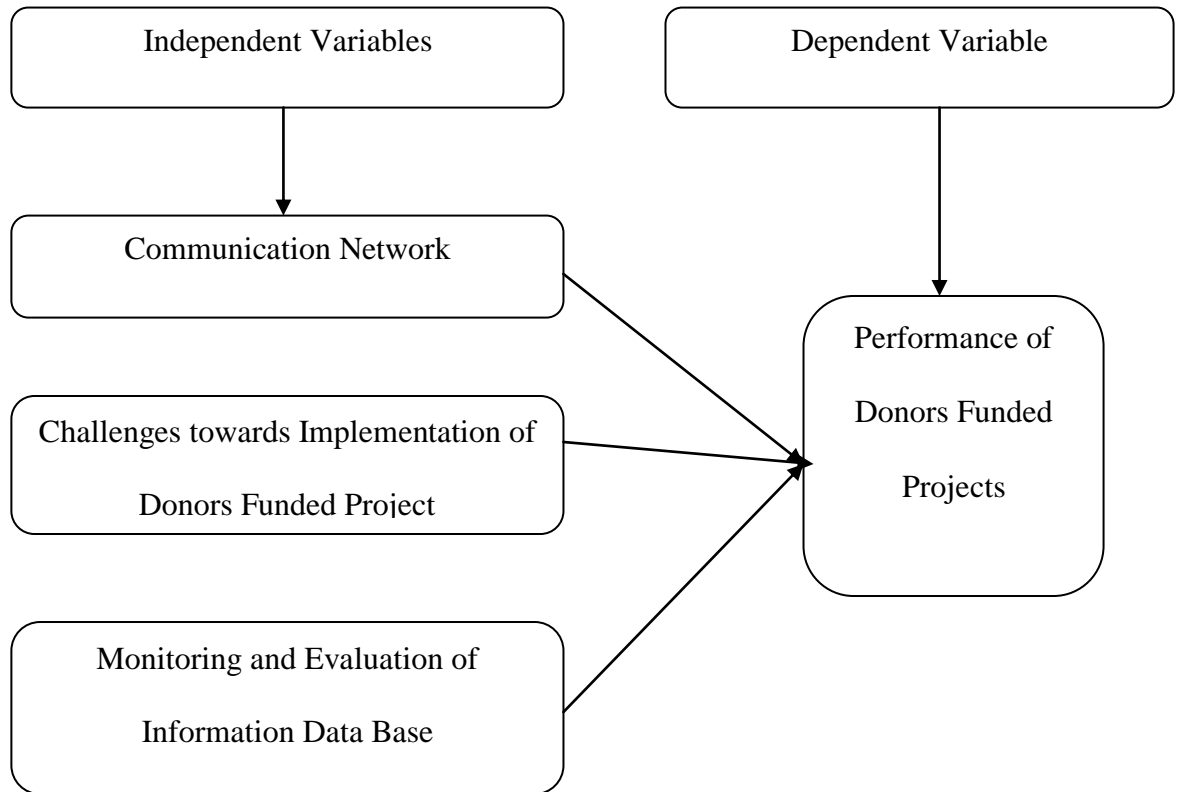 Independent Variables
Dependent Variable
Communication Network
Challenges towards Implementation of
Donors Funded Project
Monitoring and Evaluation of
Information Data Base
Performance of
Donors Funded
Projects